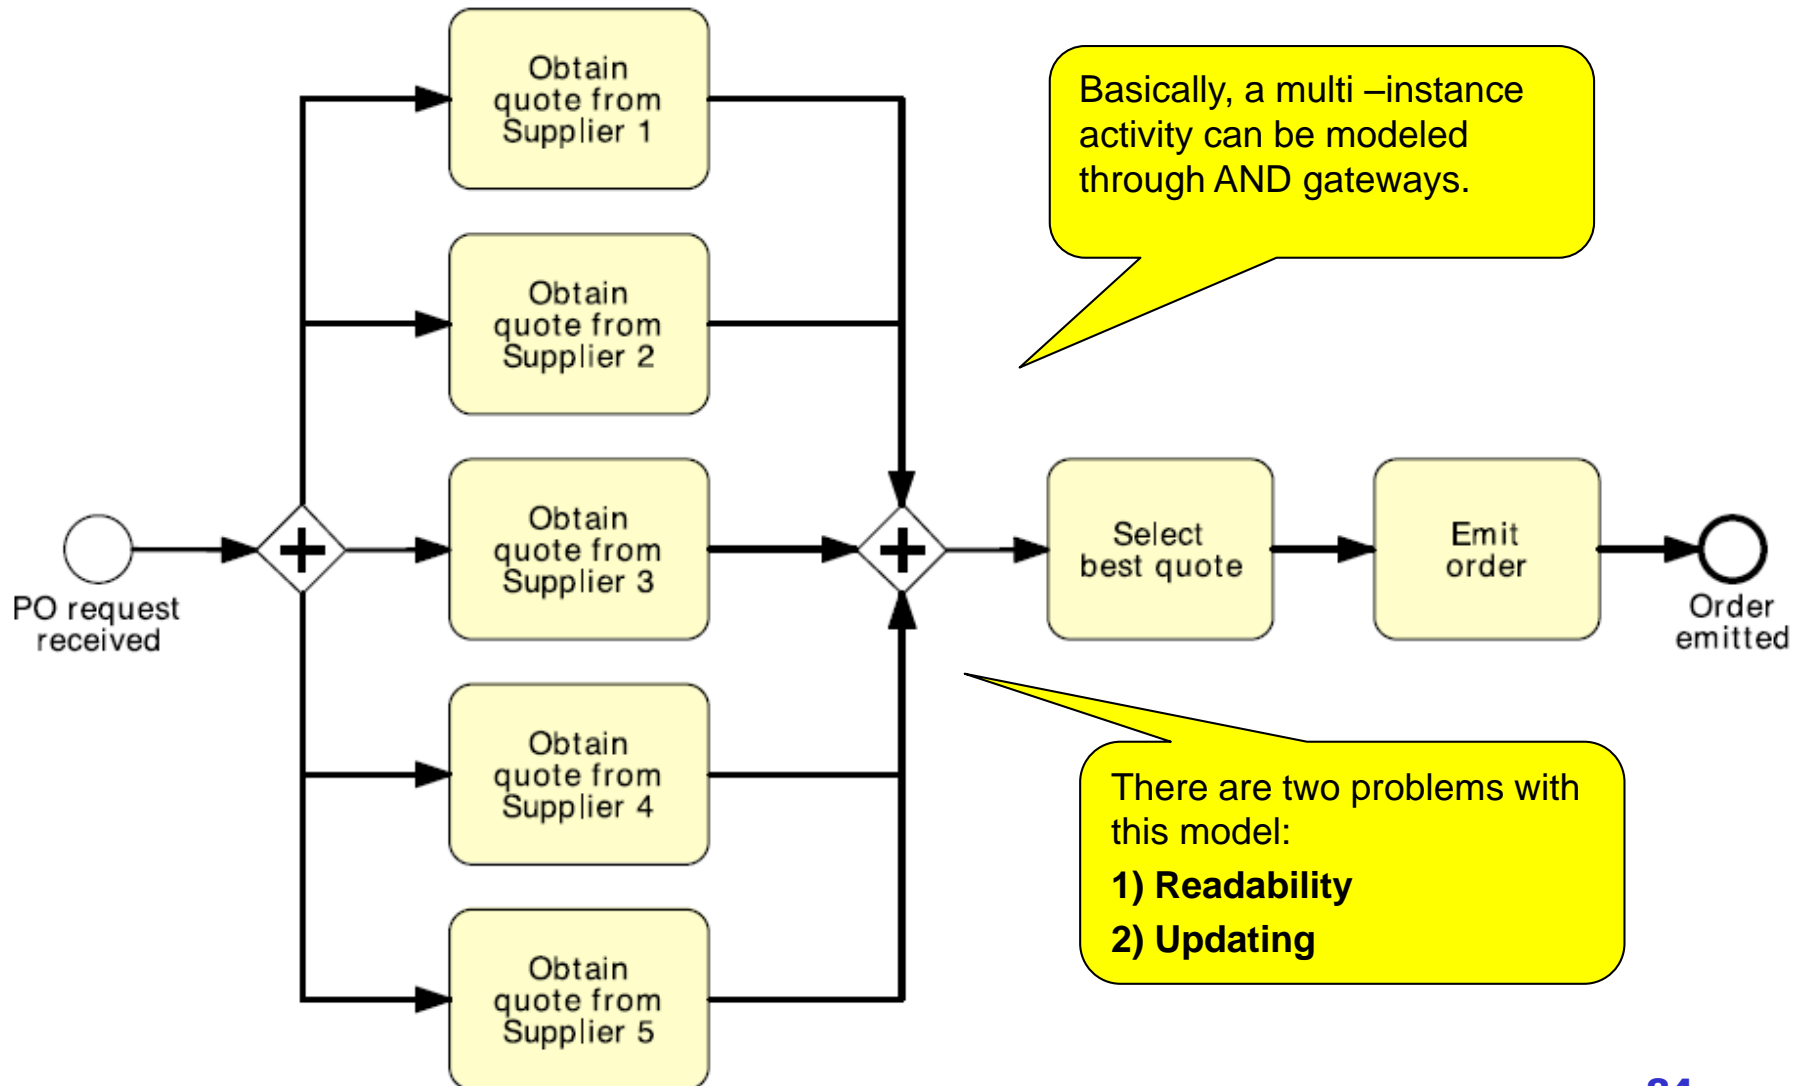 Obtain
quote from
Supplier 1
Basically, a multi –instance
activity can be modeled
through AND gateways.
Obtain
quote from
Supplier 2
PO request
received
Obtain
quote from
Supplier 3
Select
best quote
Emit
order
Order
emitted
Obtain
quote from
Supplier 4
There are two problems with
this model:
1) Readability
2) Updating
Obtain
quote from
Supplier 5